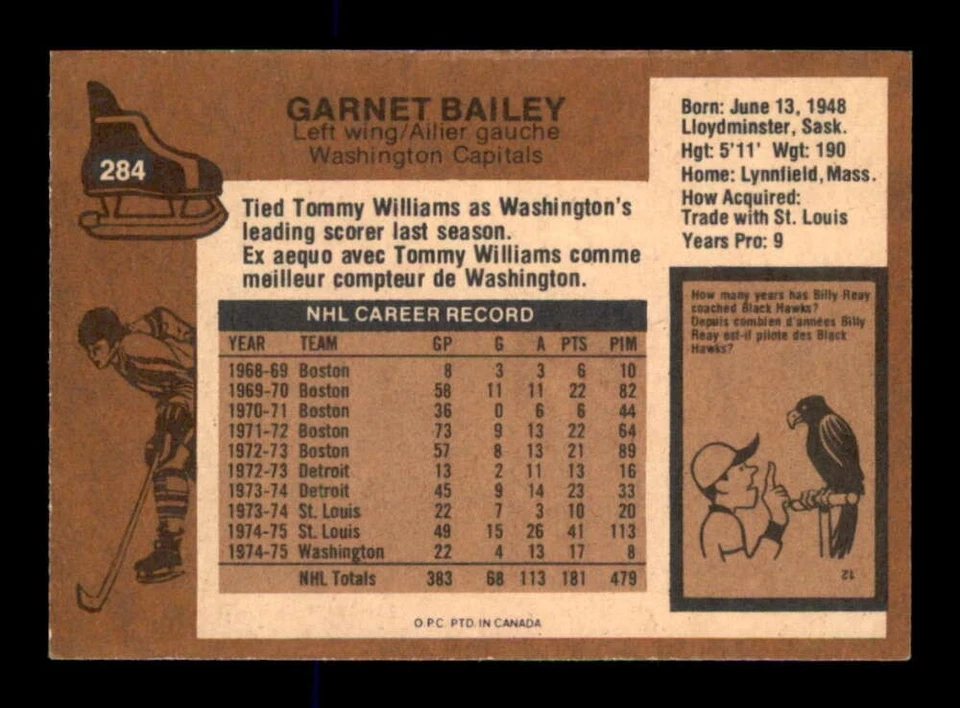 284
GARNET BAILEY
Left wing/Ailier gauche
Washington Capitals
Born: June 13, 1948
Lloydminster, Sask.
Hgt: 5'11' Wgt: 190
Home: Lynnfield, Mass.
How Acquired:
Trade with St. Louis
Years Pro: 9
Tied Tommy Williams as Washington's
leading scorer last season.
Ex aequo avec Tommy Williams comme
meilleur compteur de Washington.
NHL CAREER RECORD
YEAR TEAM GP G A PTS PIM
1968-69 Boston 8 3 3 6 10
1969-70 Boston 58 11 11 22 82
1970-71 Boston 36 0 6 6 44
1971-72 Boston 73 9 13 22 64
1972-73 Boston 57 8 13 21 89
1972-73 Detroit 13 2 11 13 16
1973-74 Detroit 45 9 14 23 33
1973-74 St. Louis 22 7 3 10 20
1974-75 St. Louis 49 15 26 41 113
1974-75 Washington 22 4 13 17 8
NHL Totals 383 68 113 181 479
How many years has Billy Reay
coached Black Hawks?
Depuis combien d'années Billy
Reay est-il pilote des Black
Hawks?
12
O.P.C. PTD. IN CANADA